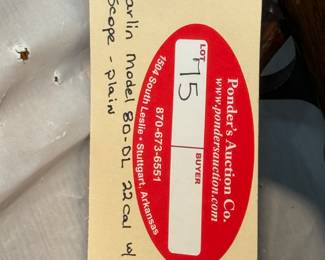 arlin Model 80-DL 22 Cal w/
Scope - plain
Ponder's Auction Co.
www.pondersauction.com
LOT
75
BUYER
870-673-6551
1504 South Leslie • Stuttgart, Arkansas